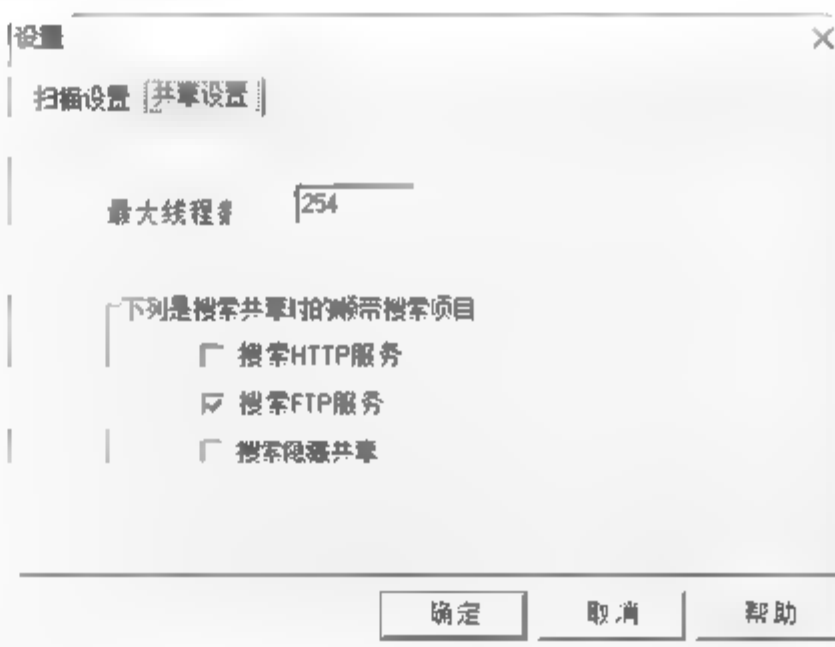 设置
扫描设置 共享设置
最大线程数 254
下列是搜索共享时的顺带搜索项目
搜索HTTP服务
搜索FTP服务
搜索隐藏共享
确定 取消 帮助